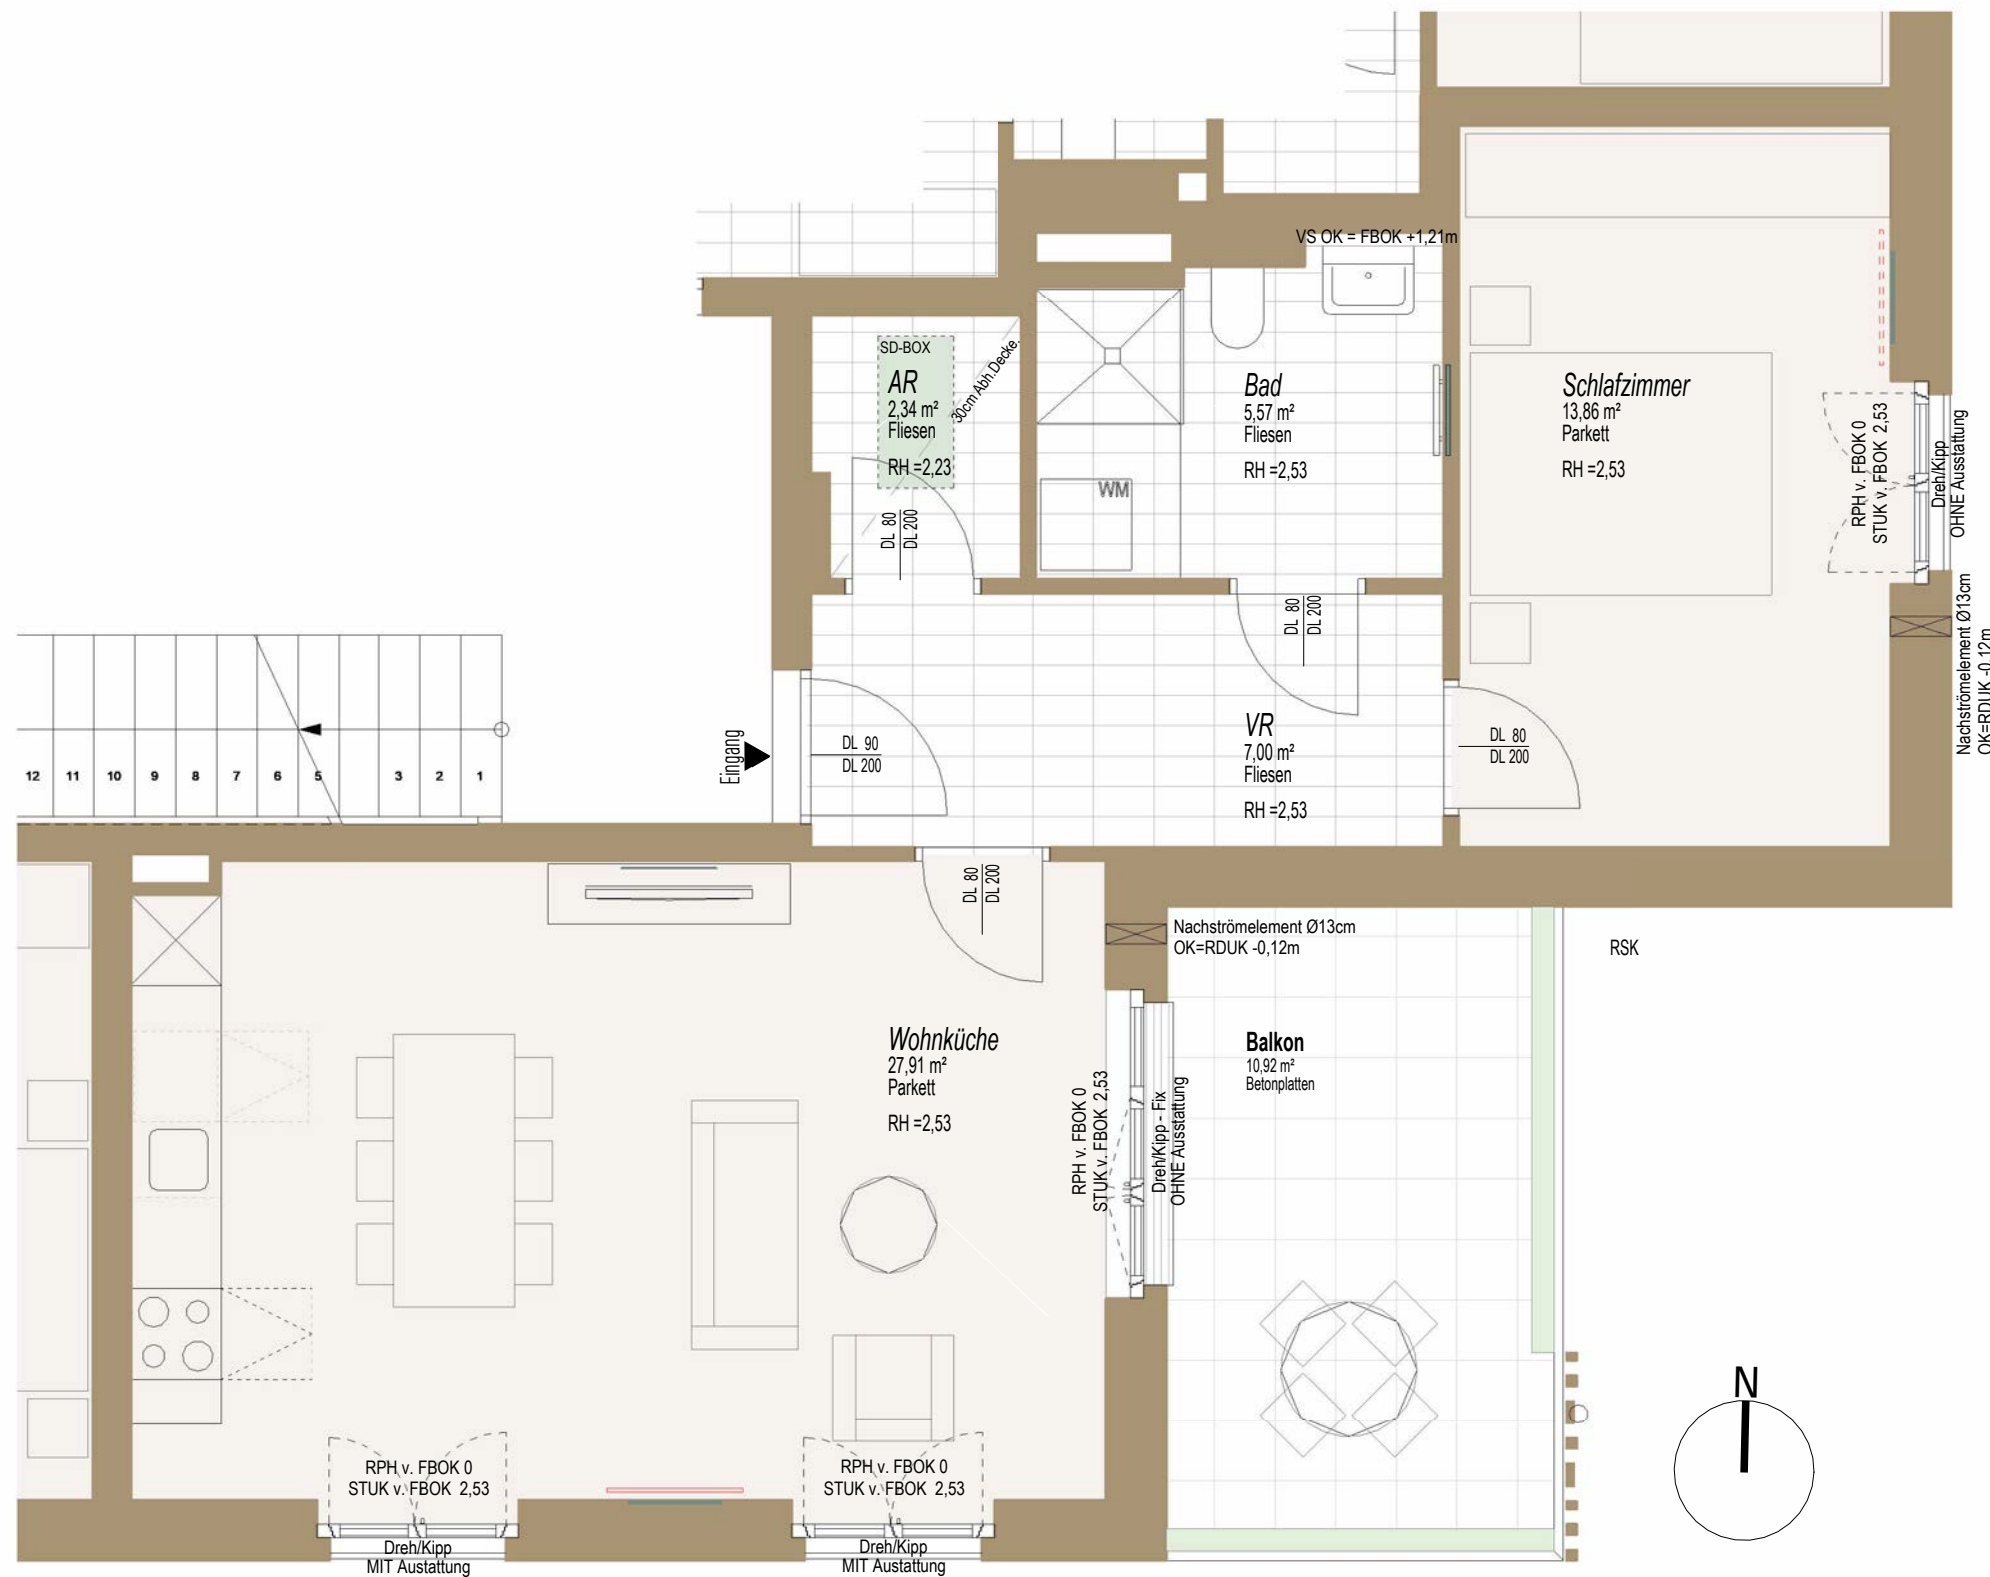 VS OK = FBOK +1,21m
SD-BOX
AR
2,34 m²
Fliesen
RH =2,23
30cm Abh.Decke.
DL 80
DL 200
Bad
5,57 m²
Fliesen
RH =2,53
WM
DL 80
DL 200
Schlafzimmer
13,86 m²
Parkett
RH =2,53
RPH v. FBOK 0
STUK v. FBOK 2,53
Dreh/Kipp
OHNE Ausstattung
Nachströmelement Ø13cm
OK=RDUK -0,12m
12 11 10 9 8 7 6 5 3 2 1
Eingang
DL 90
DL 200
VR
7,00 m²
Fliesen
RH =2,53
DL 80
DL 200
DL 80
DL 200
Nachströmelement Ø13cm
OK=RDUK -0,12m
RSK
Wohnküche
27,91 m²
Parkett
RH =2,53
RPH v. FBOK 0
STUK v. FBOK 2,53
Dreh/Kipp - Fix
OHNE Ausstattung
Balkon
10,92 m²
Betonplatten
N
RPH v. FBOK 0
STUK v. FBOK 2,53
Dreh/Kipp
MIT Austattung
RPH v. FBOK 0
STUK v. FBOK 2,53
Dreh/Kipp
MIT Austattung